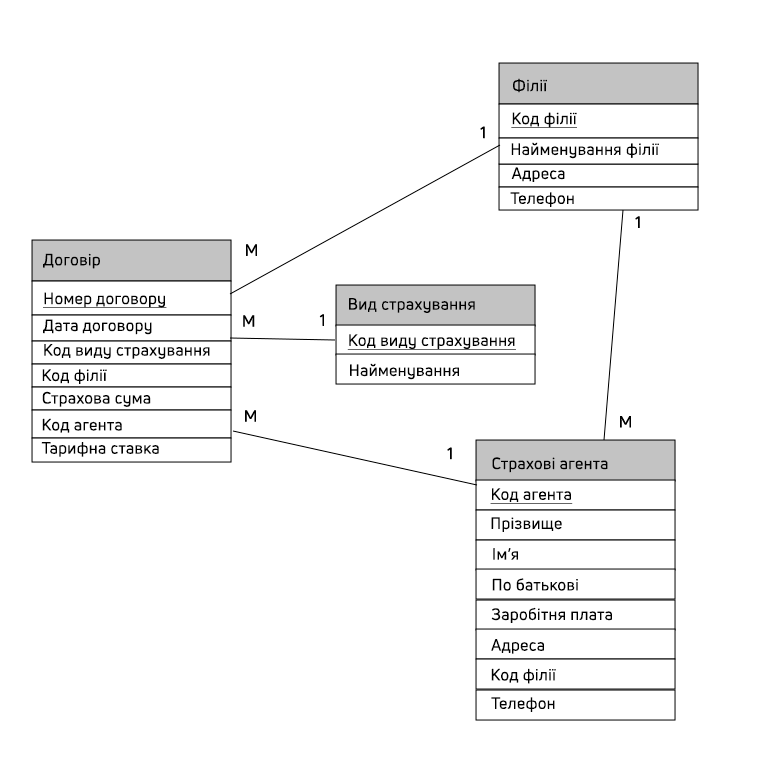 Філії
Код філії
Найменування філії
Адреса
Телефон
1
1
М
Договір
Номер договору
Дата договору
Код виду страхування
Код філії
Страхова сума
Код агента
Тарифна ставка
М
1
Вид страхування
Код виду страхування
Найменування
М
1
М
Страхові агента
Код агента
Прізвище
Ім'я
По батькові
Заробітня плата
Адреса
Код філії
Телефон